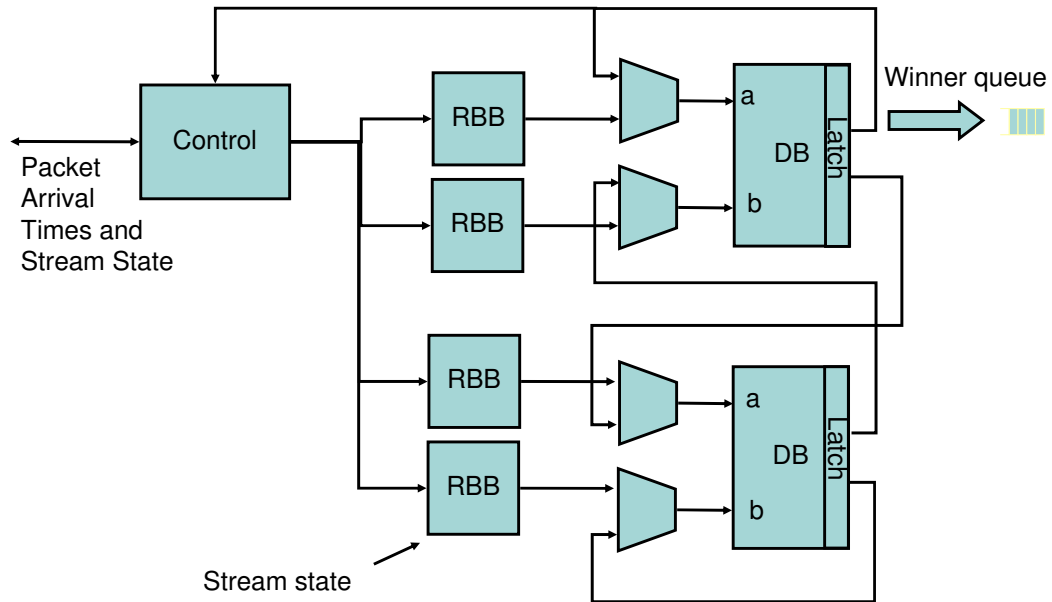 Winner queue
Control
RBB
a
DB
Latch
Packet
Arrival
Times and
Stream State
RBB
b
RBB
a
DB
Latch
RBB
b
Stream state